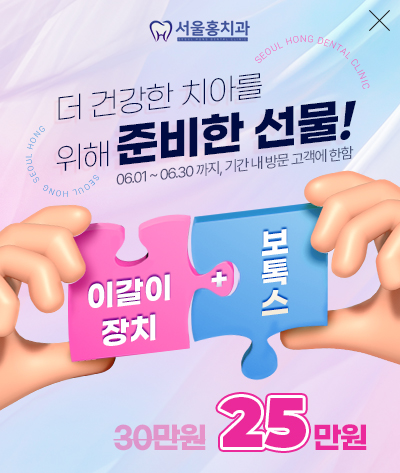 서울홍치과
SEOUL HONG DENTAL CLINIC
더 건강한 치아를
위해 준비한 선물!
SEOUL HONG SEOUL HONG
06.01 ~ 06.30 까지, 기간 내 방문 고객에 한함
이갈이
장치
+
보톡스
30만원 25만원